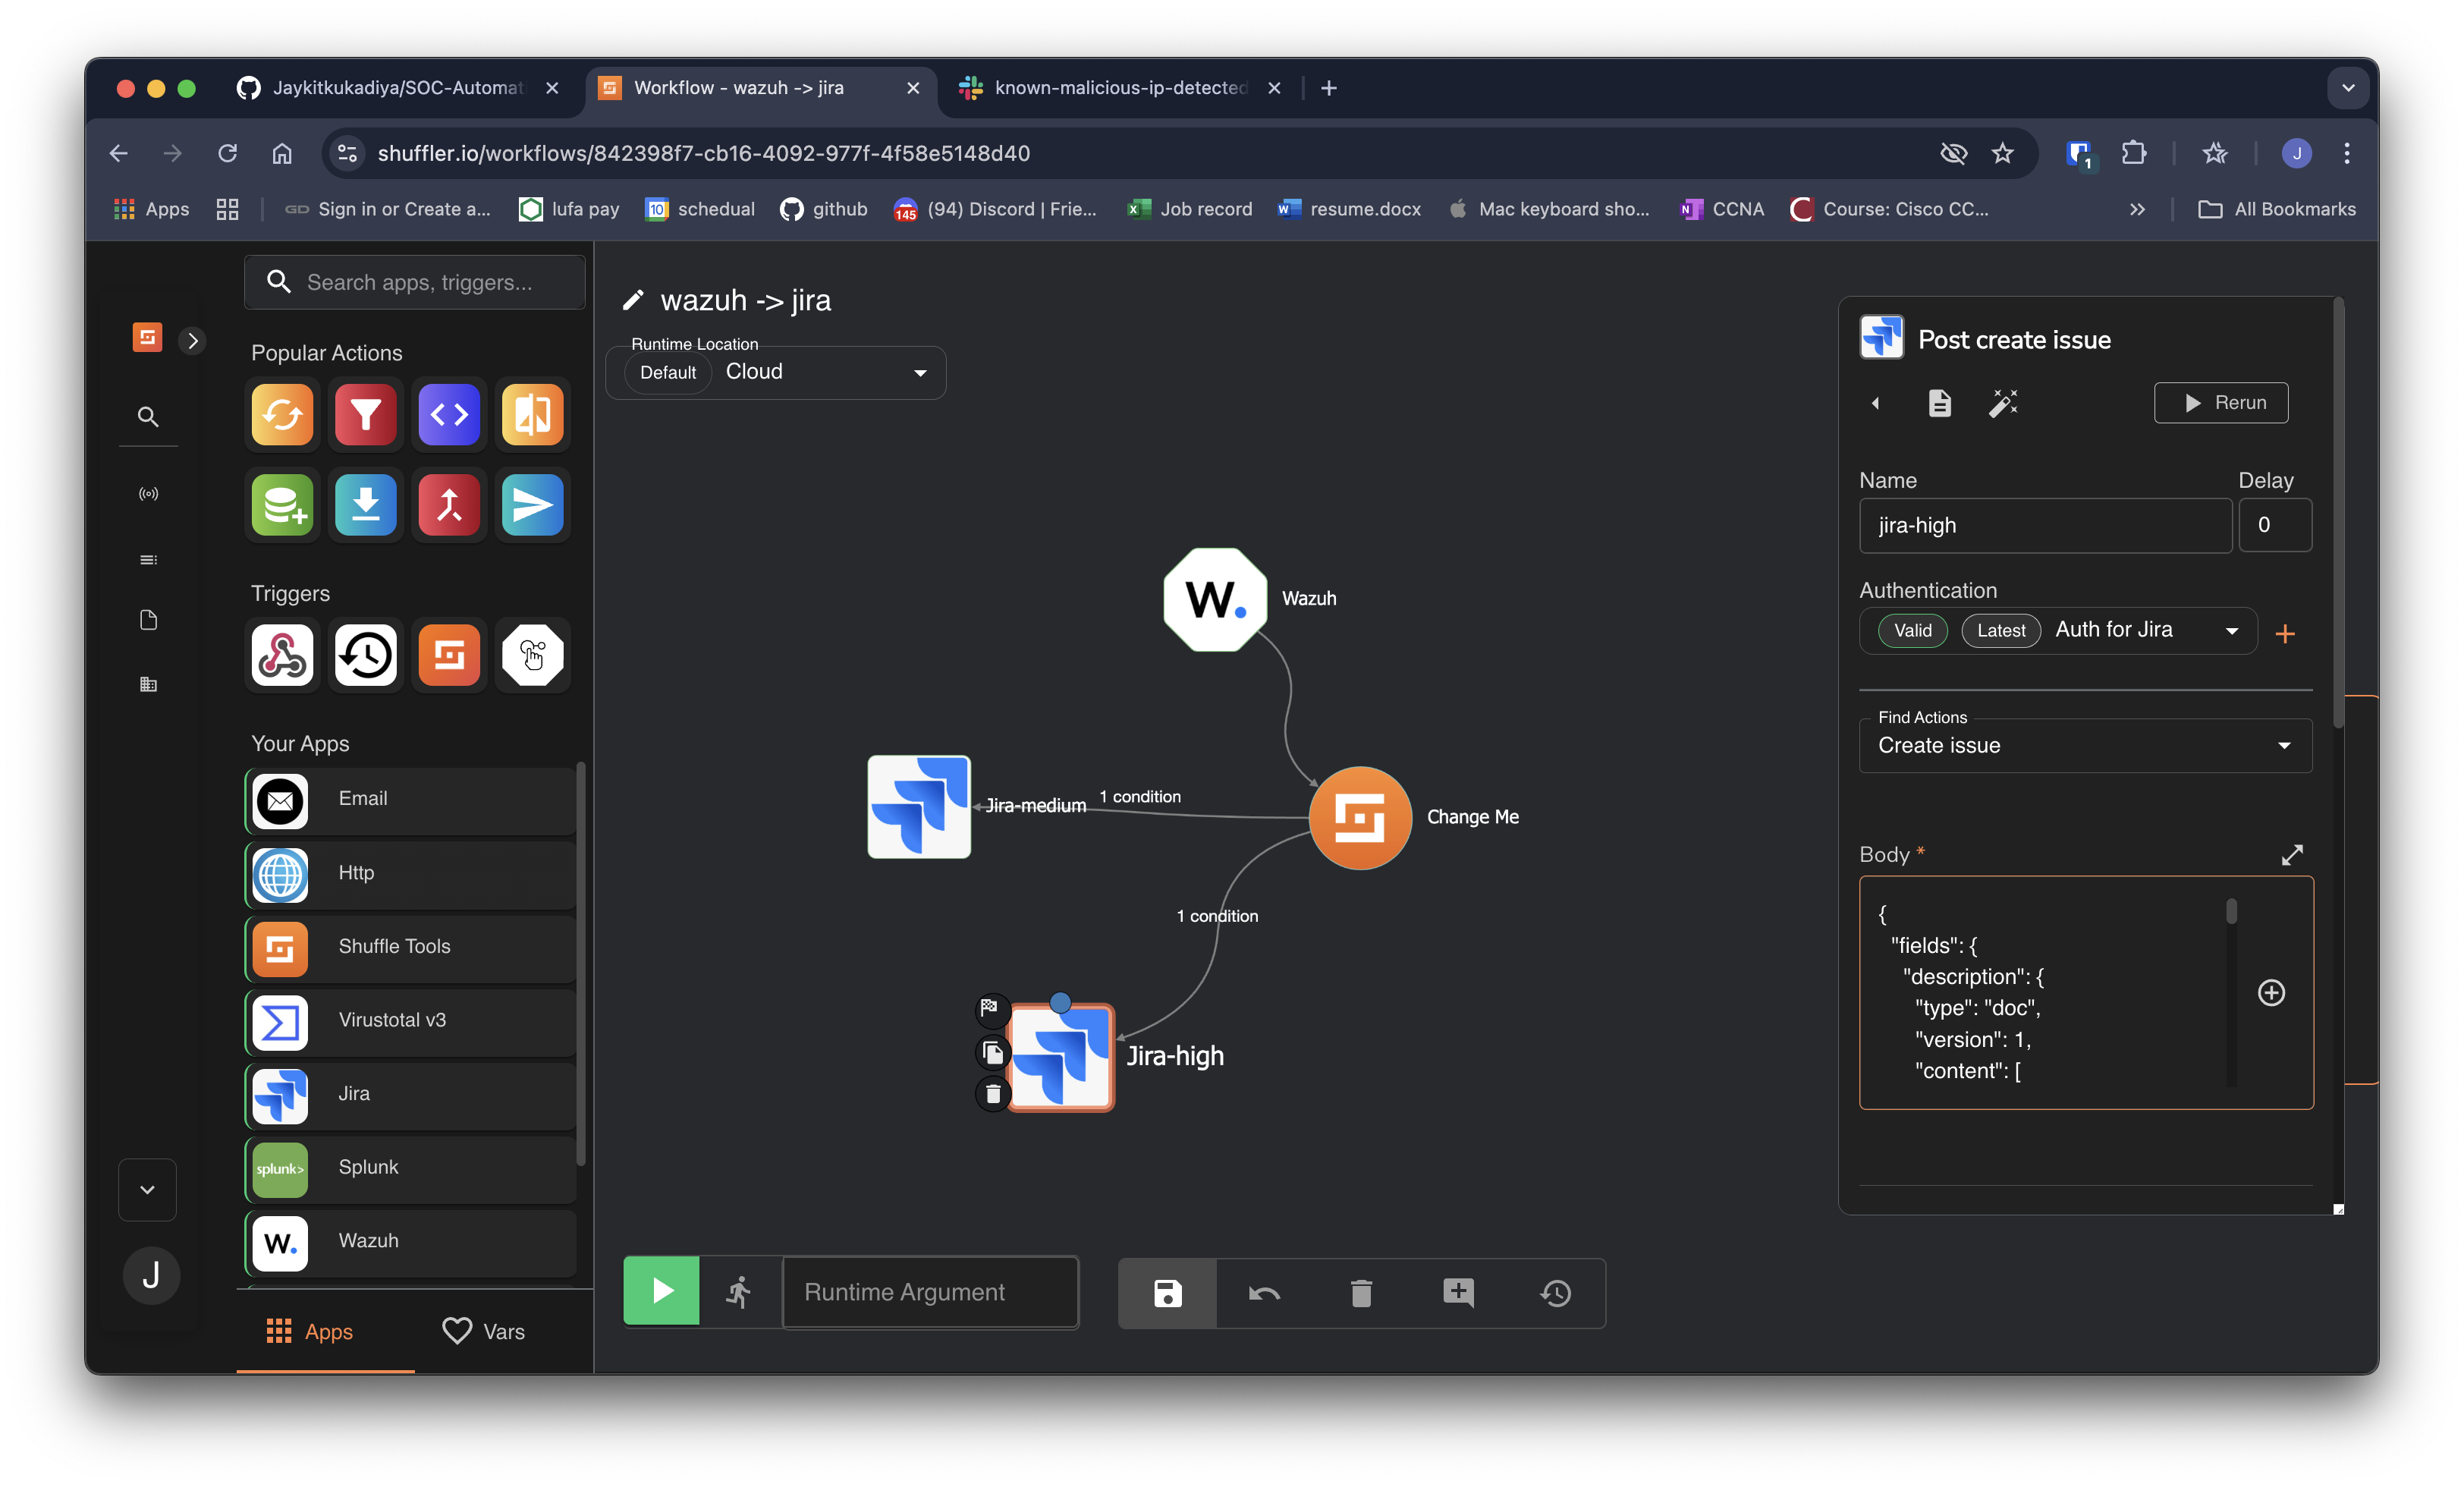 Jaykitkukadiya/SOC-Automat
Workflow - wazuh -> jira
known-malicious-ip-detected
shuffler.io/workflows/842398f7-cb16-4092-977f-4f58e5148d40
1
J
Apps
GD
Sign in or Create a...
lufa pay
10
schedual
github
145
(94) Discord | Frie...
Job record
resume.docx
Mac keyboard sho...
CCNA
Course: Cisco CC...
All Bookmarks
Search apps, triggers...
Popular Actions
Triggers
Your Apps
Email
Http
Shuffle Tools
Virustotal v3
Jira
splunk>
Splunk
W.
Wazuh
J
Apps
Vars
wazuh -> jira
Runtime Location
Default
Cloud
W.
Wazuh
Jira-medium
1 condition
Change Me
1 condition
Jira-high
Runtime Argument
Post create issue
Rerun
Name
Delay
jira-high
0
Authentication
Valid
Latest
Auth for Jira
Find Actions
Create issue
Body *
{
"fields": {
"description": {
"type": "doc",
"version": 1,
"content": [